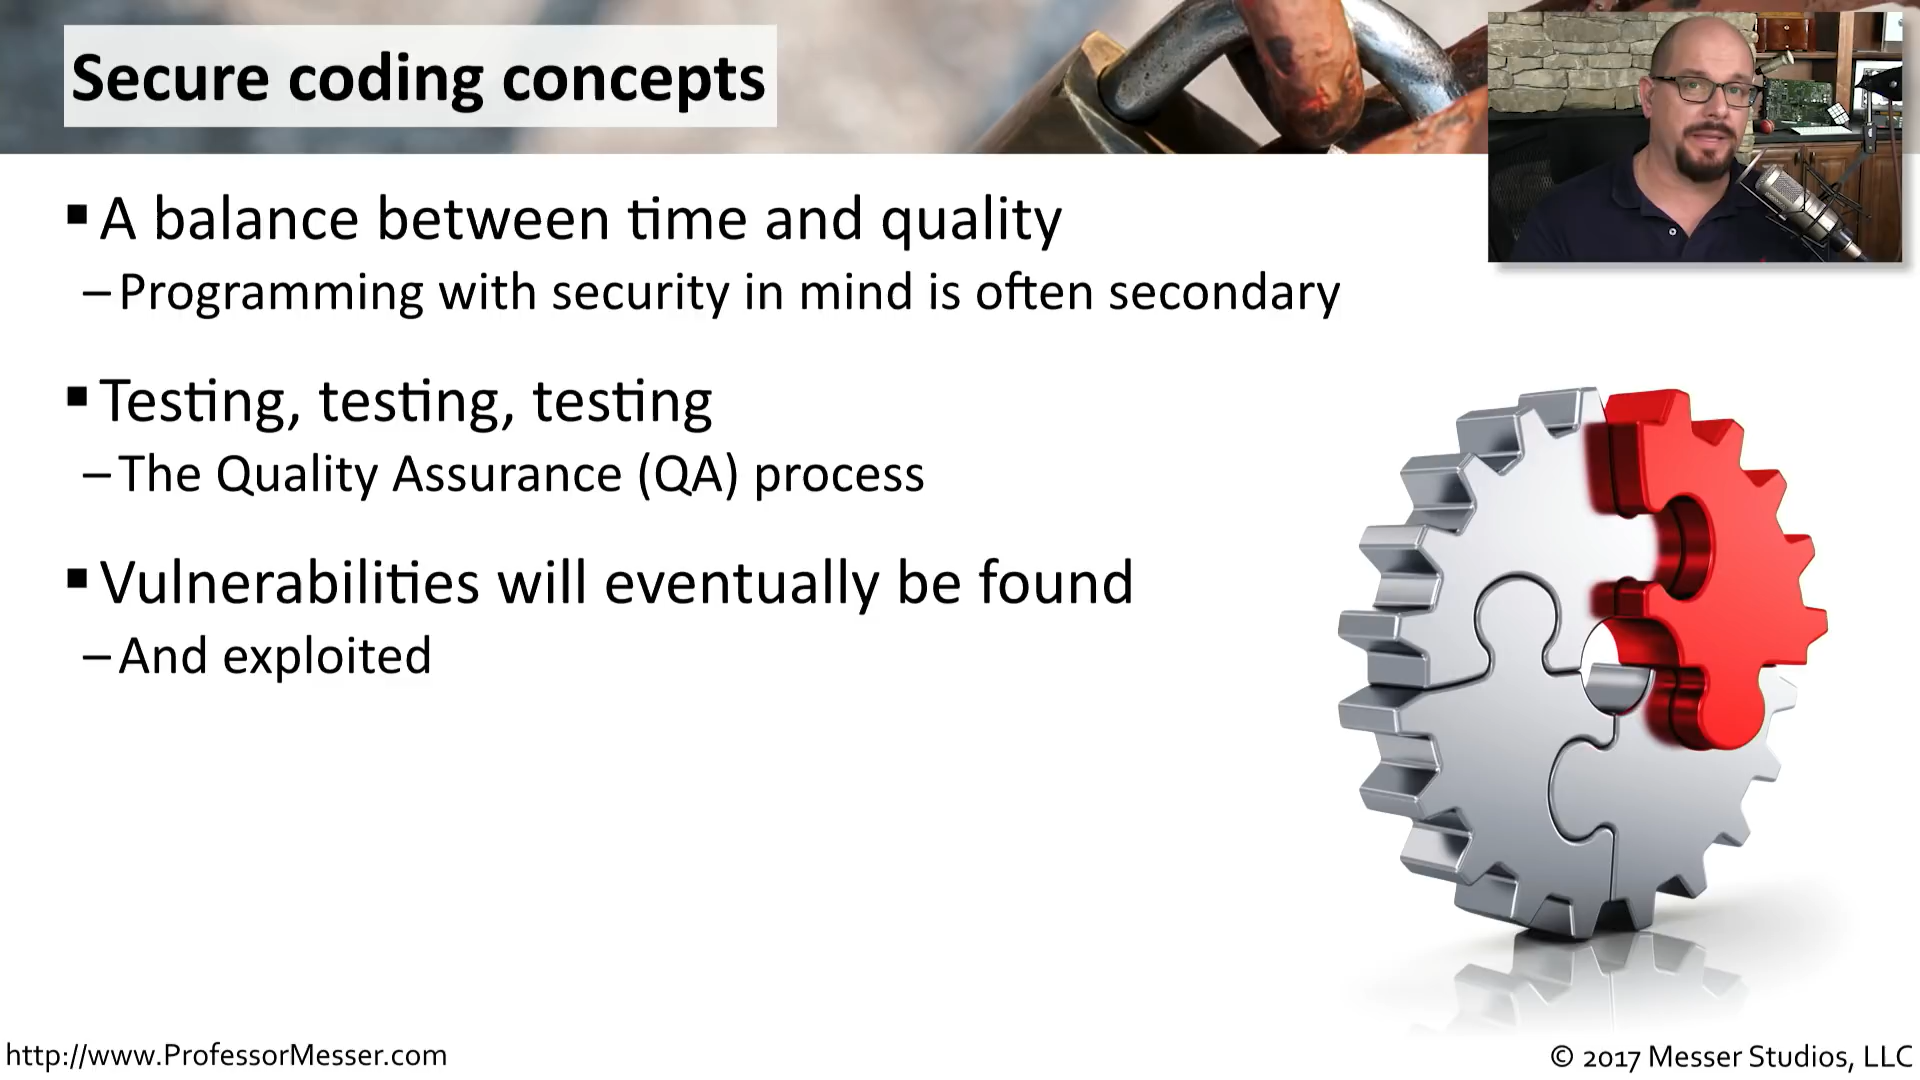 Secure coding concepts
▪ A balance between time and quality
– Programming with security in mind is often secondary
▪ Testing, testing, testing
– The Quality Assurance (QA) process
▪ Vulnerabilities will eventually be found
– And exploited
http://www.ProfessorMesser.com
© 2017 Messer Studios, LLC